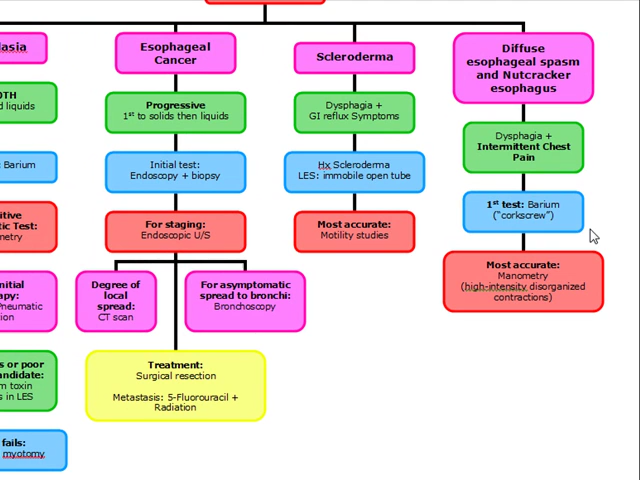 lasia
OTH
d liquids
: Barium
itive
tic Test:
metry
nitial
apy:
Pneumatic
ion
s or poor
andidate:
m toxin
s in LES
fails:
myotomy
Esophageal
Cancer
Progressive
1st to solids then liquids
Initial test:
Endoscopy + biopsy
For staging:
Endoscopic U/S
Degree of
local
spread:
CT scan
For asymptomatic
spread to bronchi:
Bronchoscopy
Treatment:
Surgical resection
Metastasis: 5-Fluorouracil +
Radiation
Scleroderma
Dysphagia +
GI reflux Symptoms
Hx Scleroderma
LES: immobile open tube
Most accurate:
Motility studies
Diffuse
esophageal spasm
and Nutcracker
esophagus
Dysphagia +
Intermittent Chest
Pain
1st test: Barium
("corkscrew")
Most accurate:
Manometry
(high-intensity disorganized
contractions)